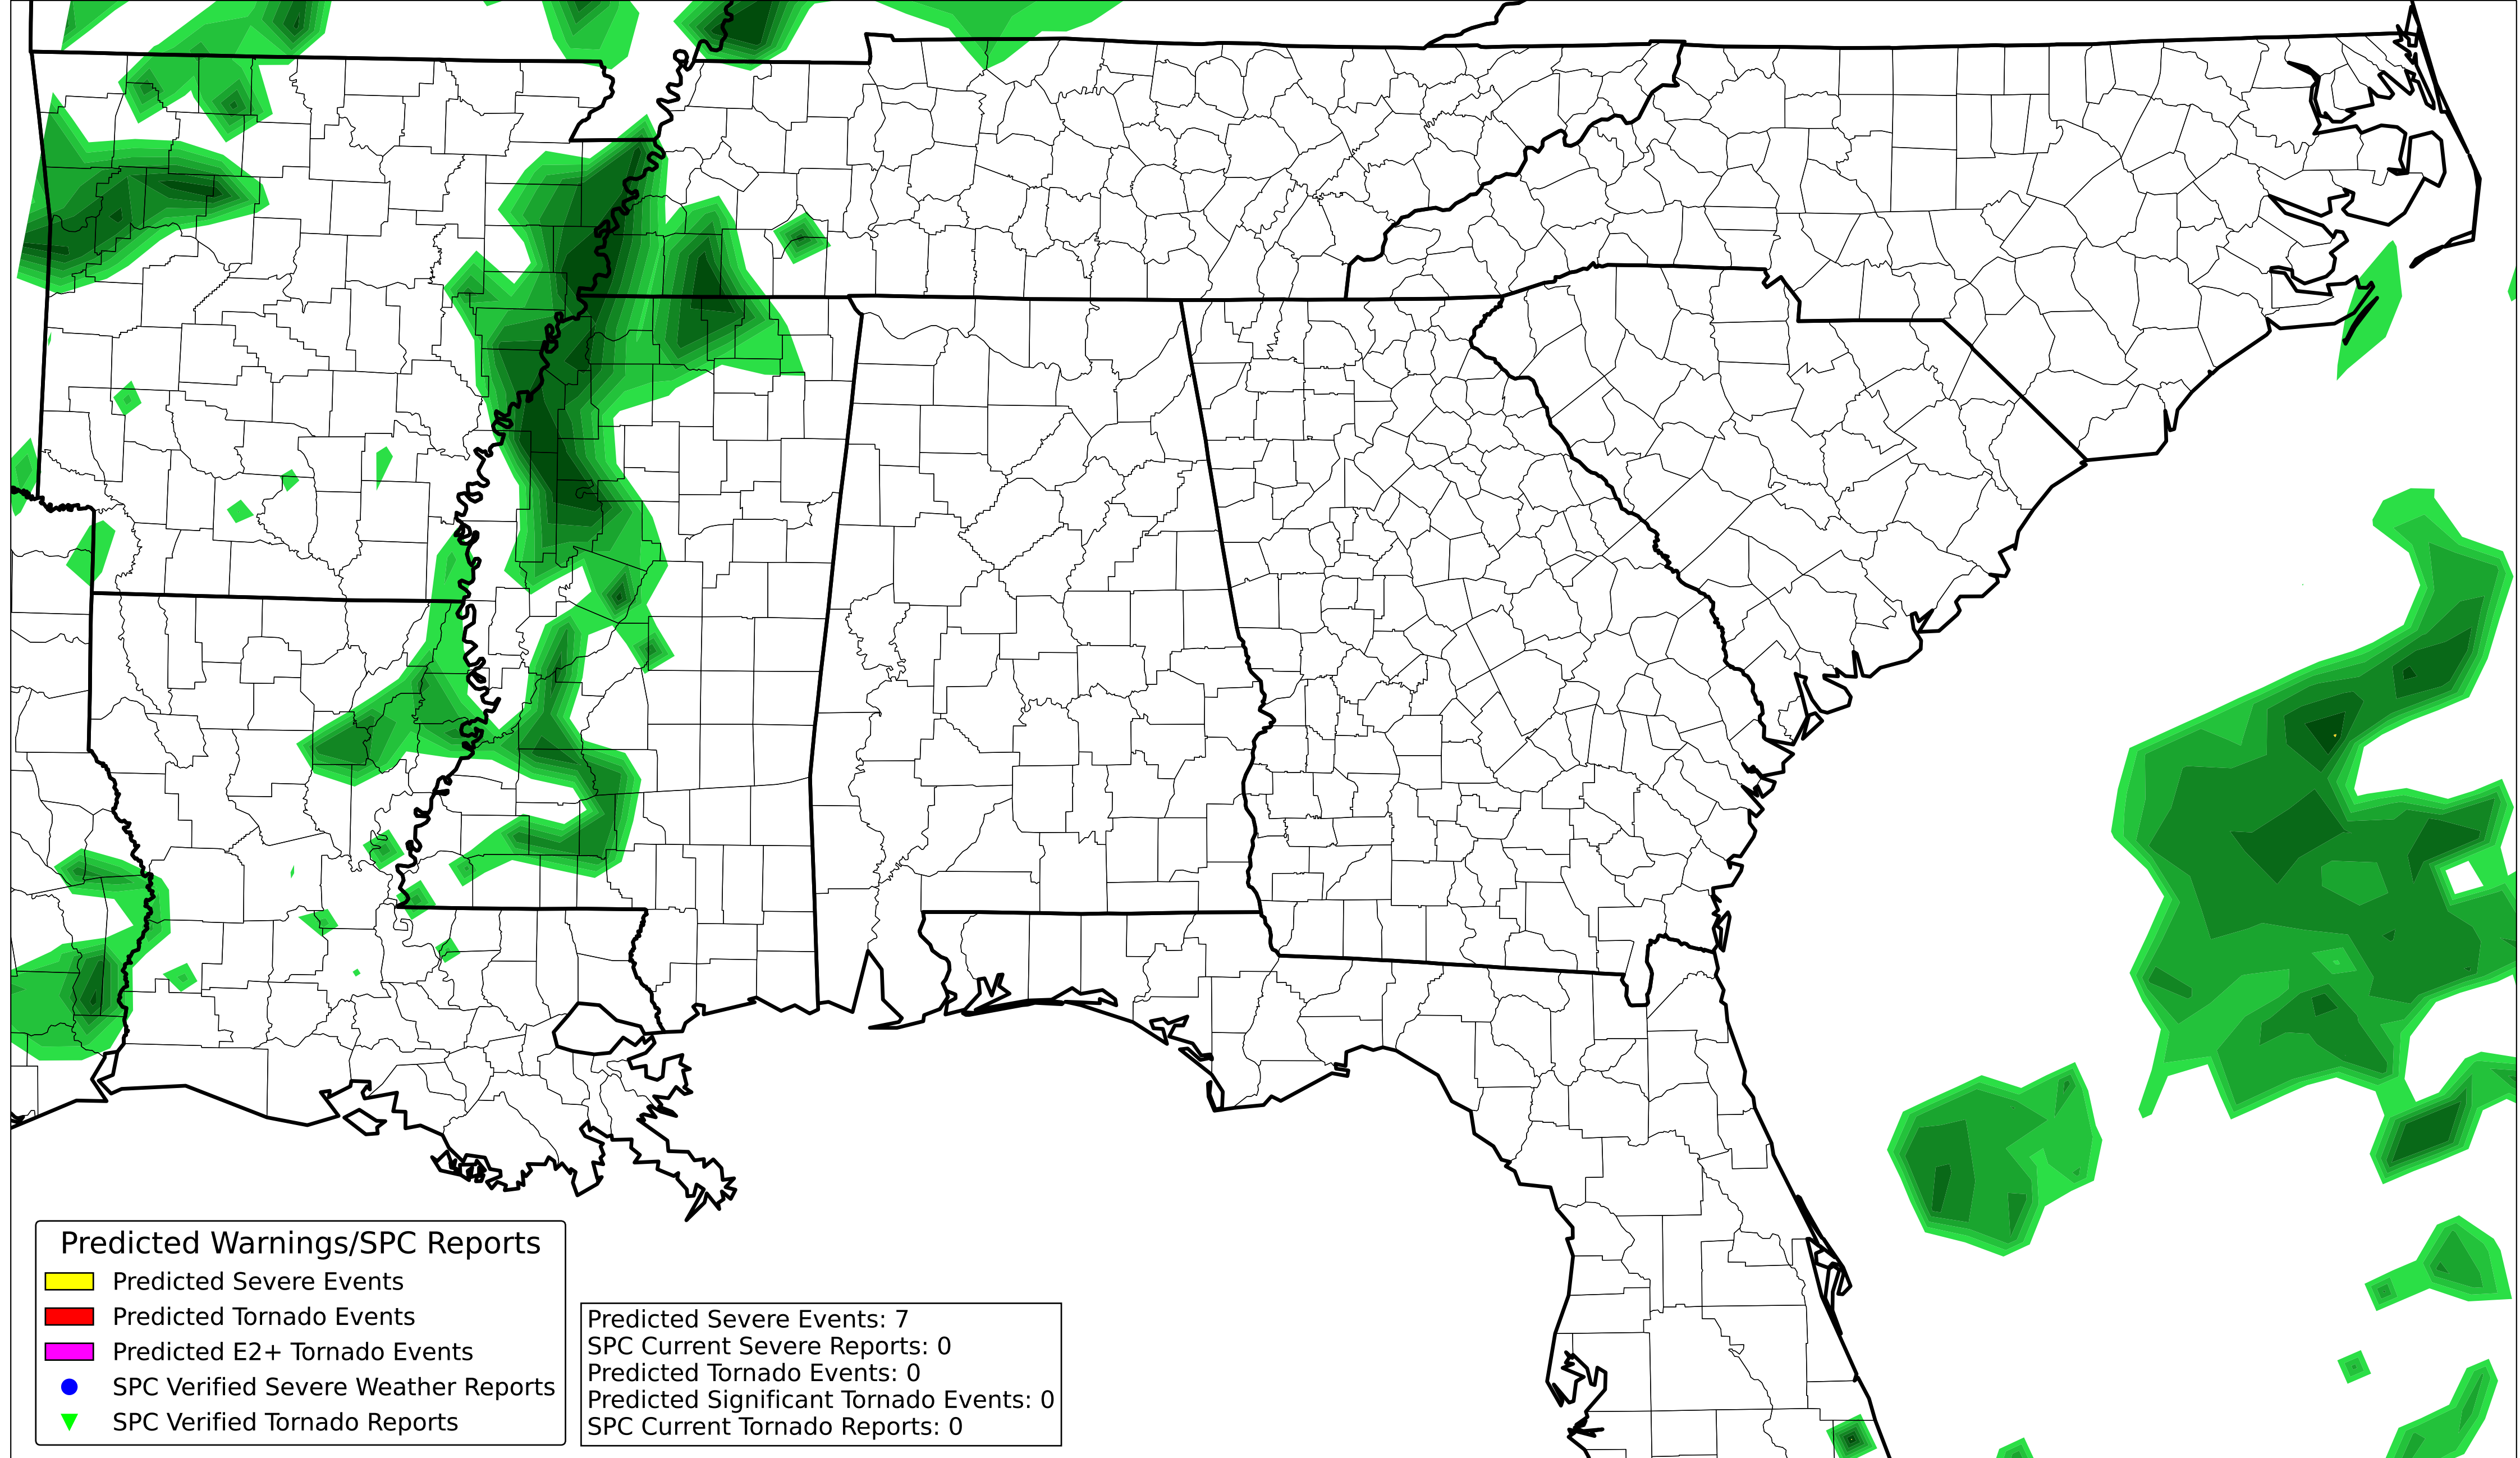 Predicted Warnings/SPC Reports
Predicted Severe Events
Predicted Tornado Events
Predicted E2+ Tornado Events
SPC Verified Severe Weather Reports
SPC Verified Tornado Reports
Predicted Severe Events: 7
SPC Current Severe Reports: 0
Predicted Tornado Events: 0
Predicted Significant Tornado Events: 0
SPC Current Tornado Reports: 0